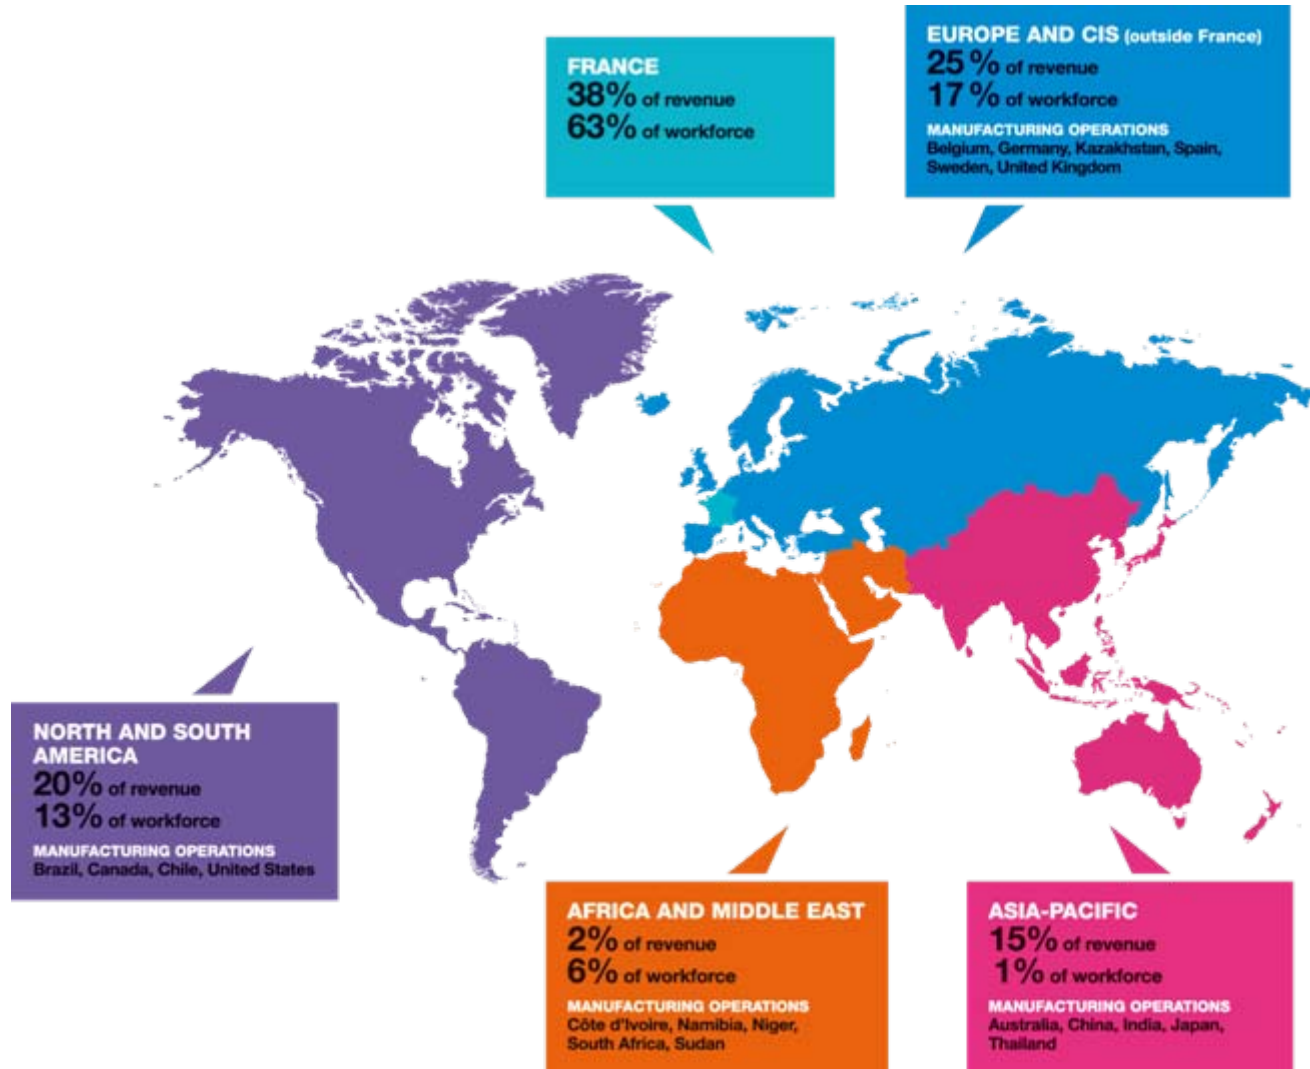 FRANCE
38% of revenue
63% of workforce
EUROPE AND CIS (outside France)
25 % of revenue
17 % of workforce
MANUFACTURING OPERATIONS
Belgium, Germany, Kazakhstan, Spain,
Sweden, United Kingdom
NORTH AND SOUTH
AMERICA
20% of revenue
13% of workforce
MANUFACTURING OPERATIONS
Brazil, Canada, Chile, United States
AFRICA AND MIDDLE EAST
2% of revenue
6% of workforce
MANUFACTURING OPERATIONS
Côte d'Ivoire, Namibia, Niger,
South Africa, Sudan
ASIA-PACIFIC
15% of revenue
1% of workforce
MANUFACTURING OPERATIONS
Australia, China, India, Japan,
Thailand